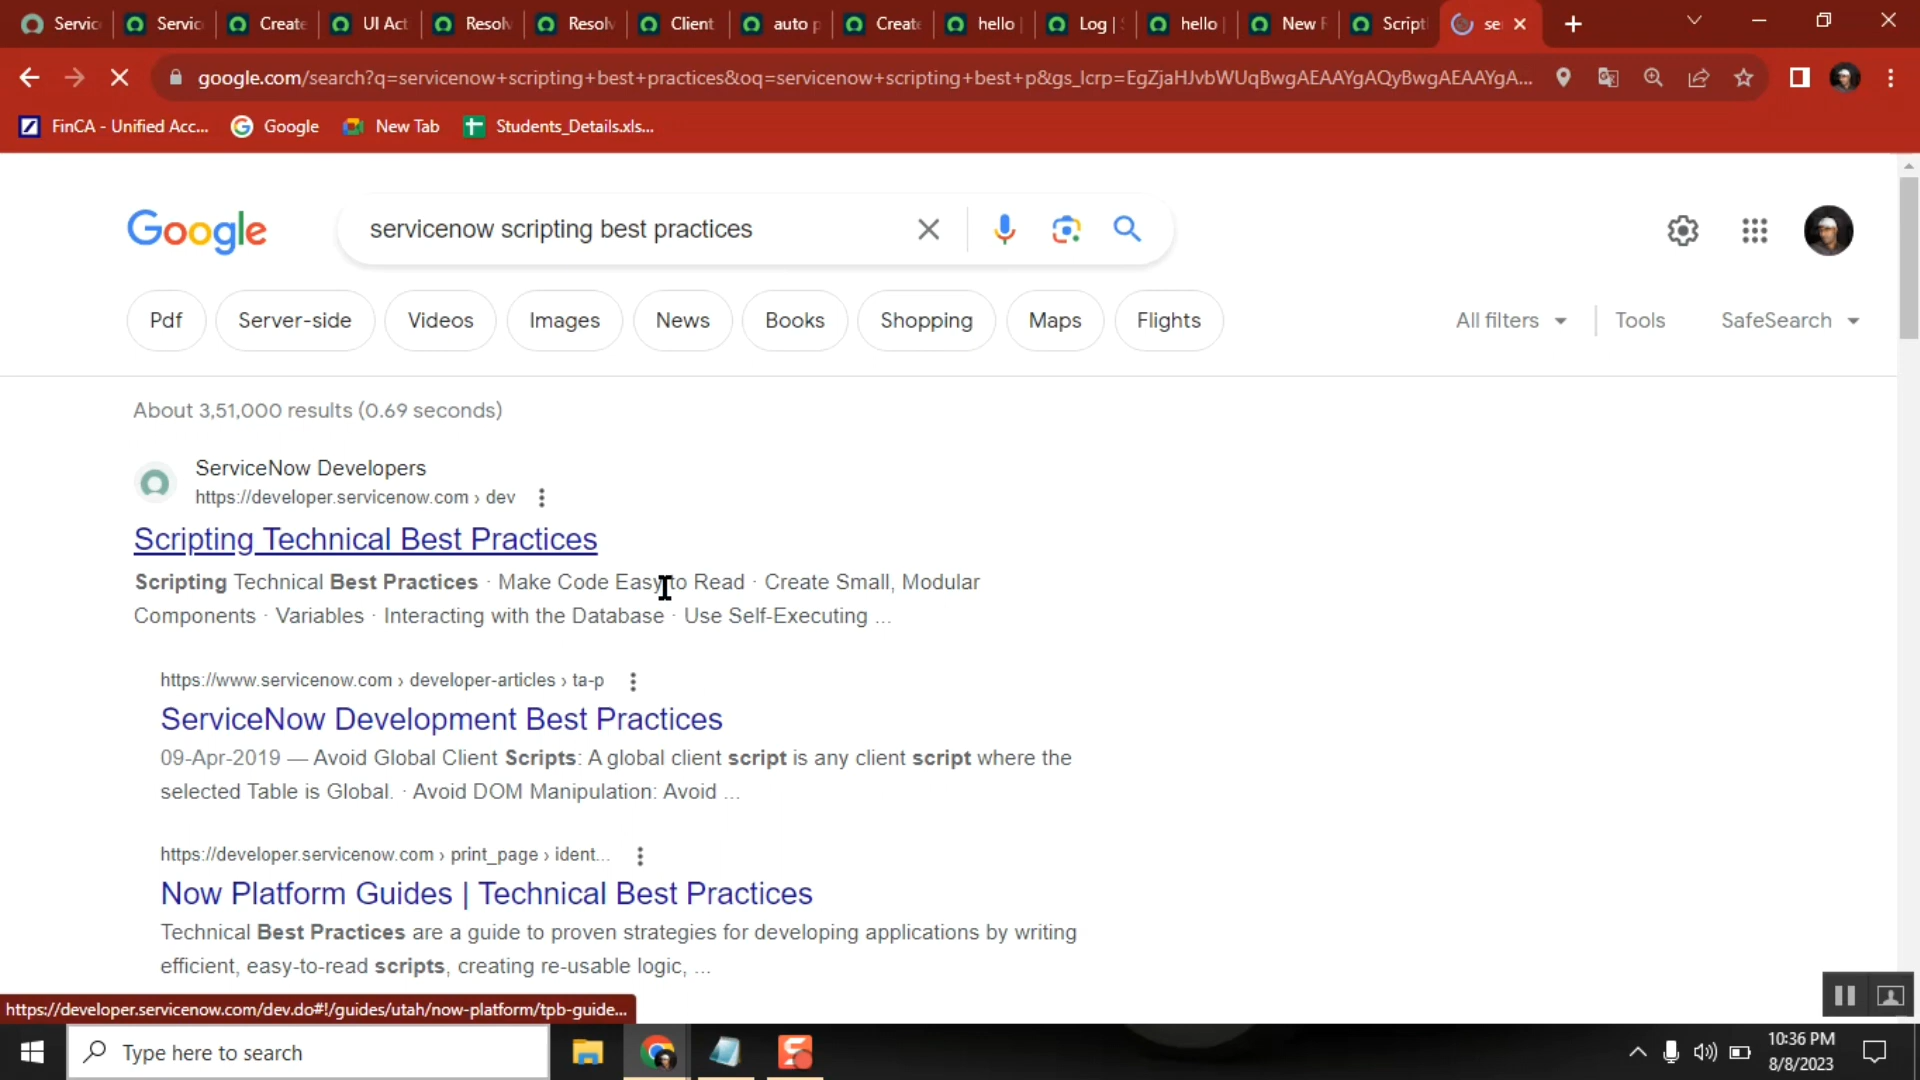 Servic
Servic
Create
UI Act
Resolv
Resolv
Client
auto p
Create
hello
Log | S
hello
New R
Script
se
google.com/search?q=servicenow+scripting+best+practices&oq=servicenow+scripting+best+p&gs_lcrp=EgZjaHJvbWUqBwgAEAAYgAQyBwgAEAAYgA...
FinCA - Unified Acc...
Google
New Tab
Students_Details.xls...
Google
servicenow scripting best practices
Pdf
Server-side
Videos
Images
News
Books
Shopping
Maps
Flights
All filters
Tools
SafeSearch
About 3,51,000 results (0.69 seconds)
ServiceNow Developers
https://developer.servicenow.com › dev
Scripting Technical Best Practices
Scripting Technical Best Practices · Make Code Easy to Read · Create Small, Modular
Components · Variables · Interacting with the Database · Use Self-Executing ...
https://www.servicenow.com › developer-articles › ta-p
ServiceNow Development Best Practices
09-Apr-2019 — Avoid Global Client Scripts: A global client script is any client script where the
selected Table is Global. · Avoid DOM Manipulation: Avoid ...
https://developer.servicenow.com › print_page › ident...
Now Platform Guides | Technical Best Practices
Technical Best Practices are a guide to proven strategies for developing applications by writing
efficient, easy-to-read scripts, creating re-usable logic, ...
https://developer.servicenow.com/dev.do#!/guides/utah/now-platform/tpb-guide...
Type here to search
10:36 PM
8/8/2023